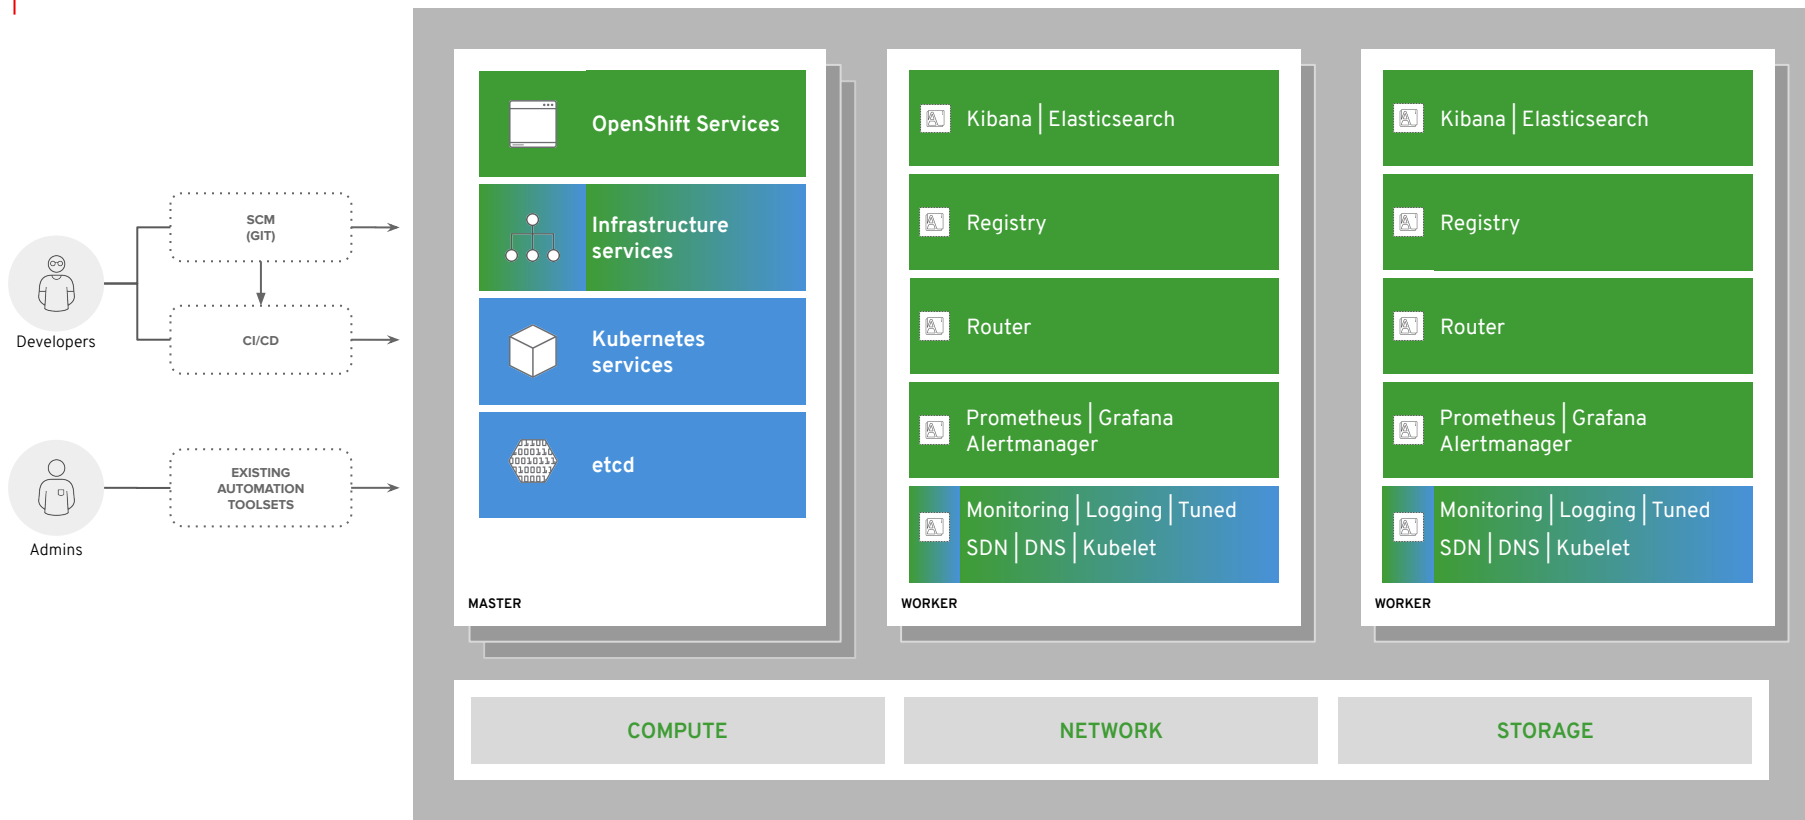 SCM
(GIT)
Developers
CI/CD
EXISTING
AUTOMATION
TOOLSETS
Admins
OpenShift Services
Infrastructure
services
Kubernetes
services
etcd
MASTER
Kibana | Elasticsearch
Registry
Router
Prometheus | Grafana
Alertmanager
Monitoring | Logging | Tuned
SDN | DNS | Kubelet
WORKER
Kibana | Elasticsearch
Registry
Router
Prometheus | Grafana
Alertmanager
Monitoring | Logging | Tuned
SDN | DNS | Kubelet
WORKER
COMPUTE
NETWORK
STORAGE